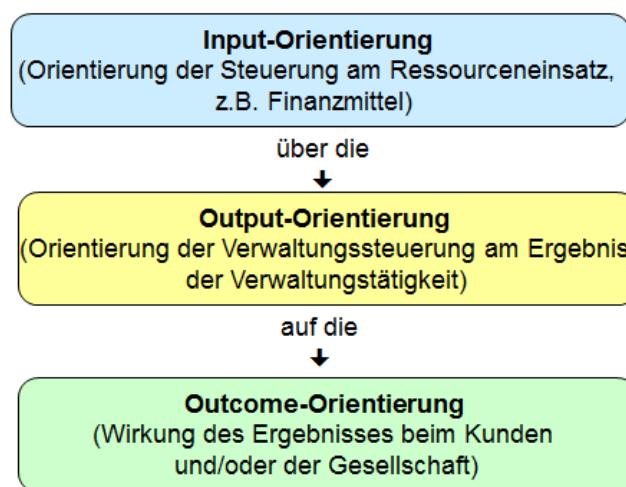 Input-Orientierung
(Orientierung der Steuerung am Ressourceneinsatz,
z.B. Finanzmittel)
über die
Output-Orientierung
(Orientierung der Verwaltungssteuerung am Ergebnis
der Verwaltungstätigkeit)
auf die
Outcome-Orientierung
(Wirkung des Ergebnisses beim Kunden
und/oder der Gesellschaft)